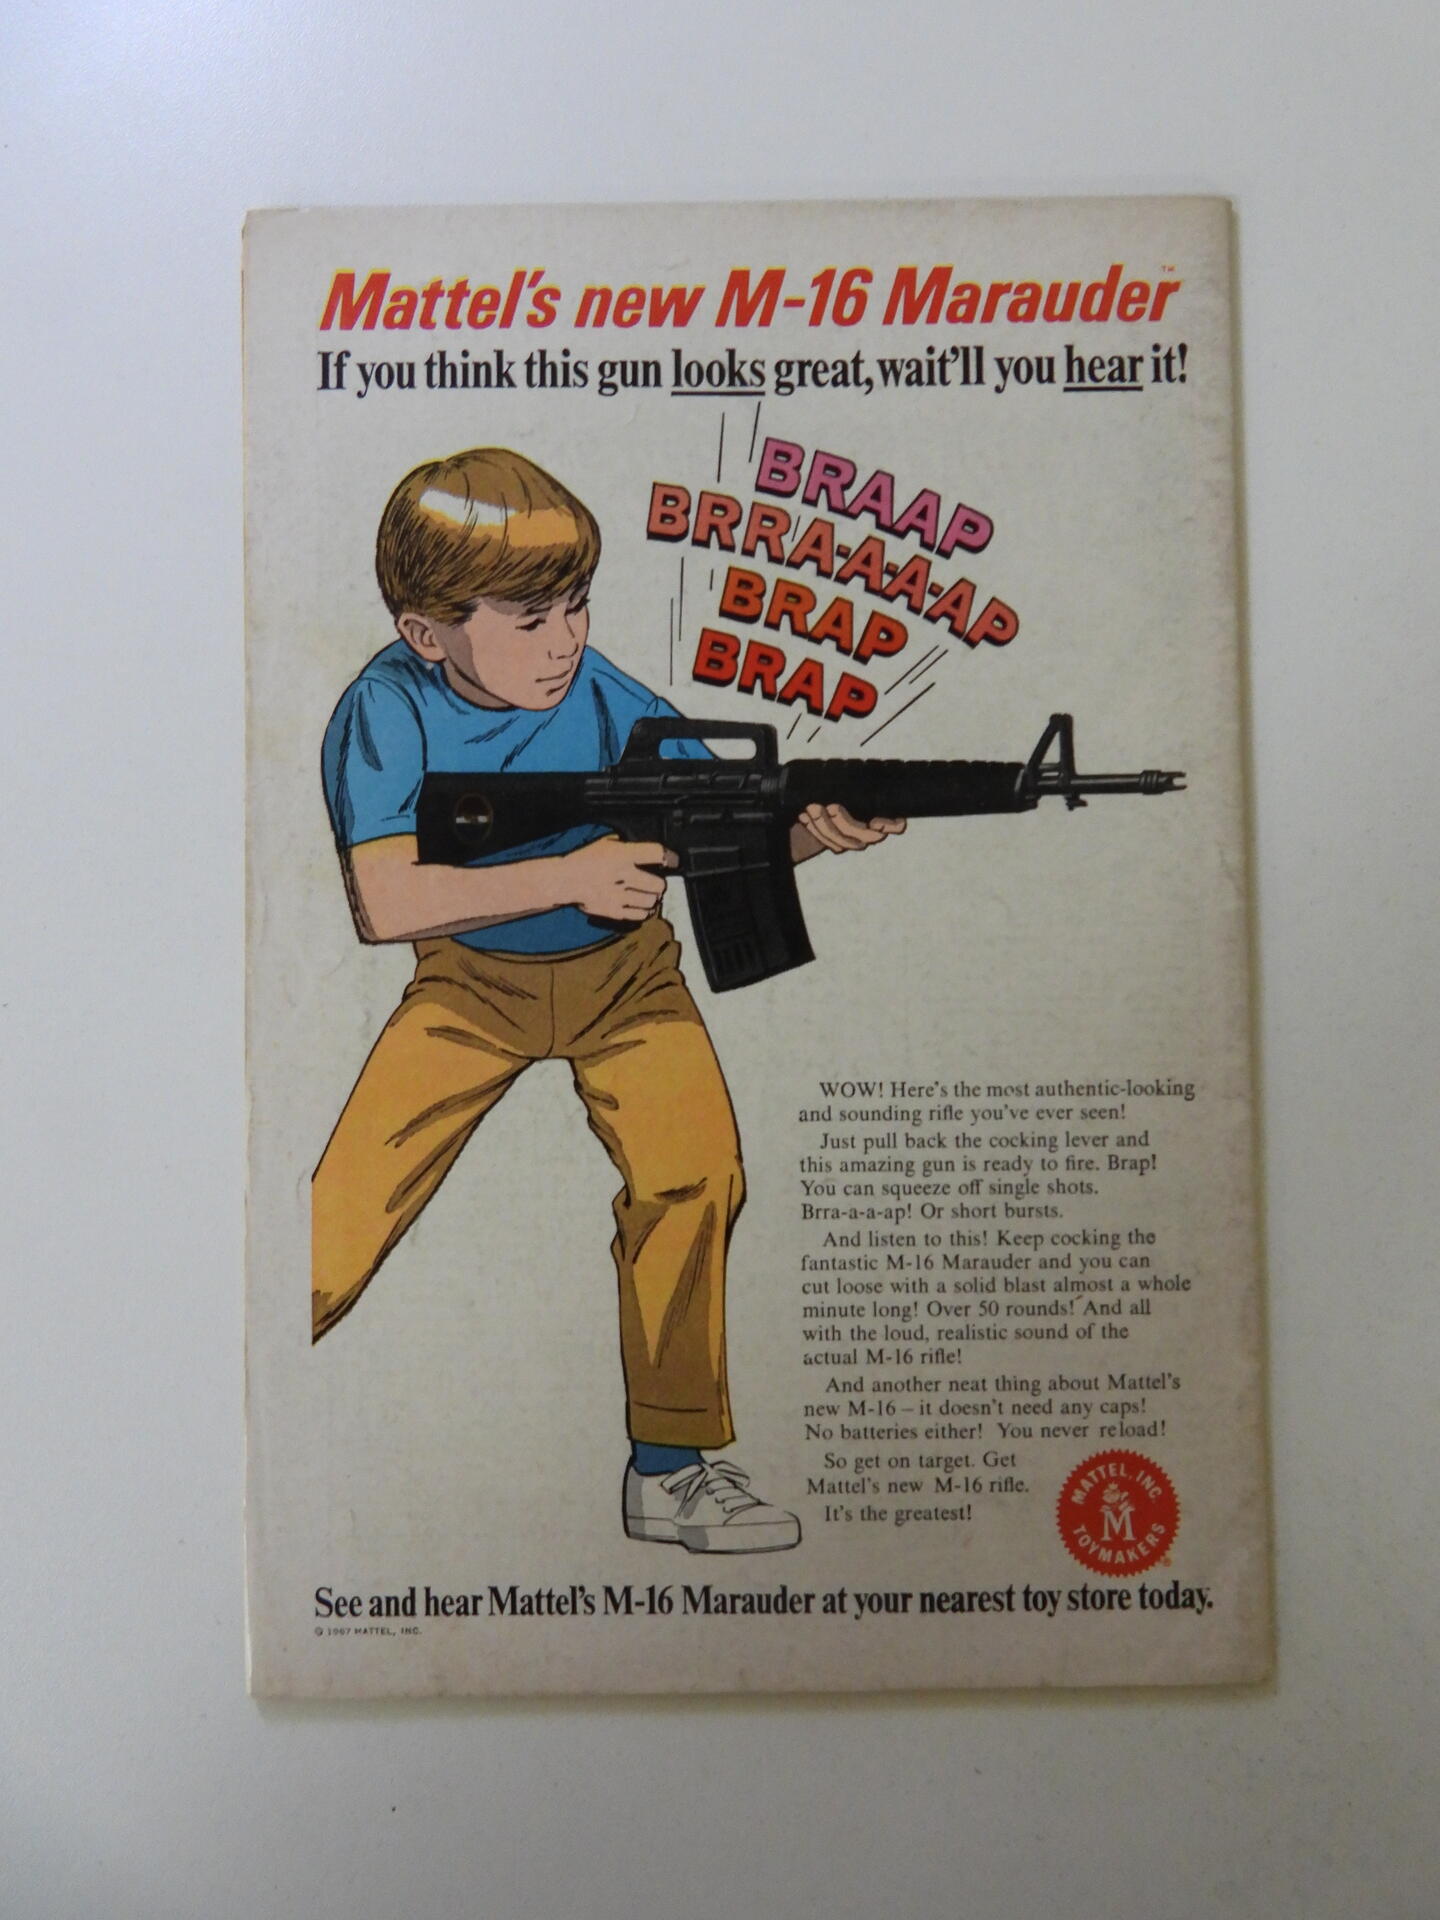 Mattel's new M-16 Marauder™
If you think this gun looks great, wait'll you hear it!
BRAAP
BRRA-A-A-AP
BRAP
BRAP
WOW! Here's the most authentic-looking
and sounding rifle you've ever seen!
Just pull back the cocking lever and
this amazing gun is ready to fire. Brap!
You can squeeze off single shots.
Brra-a-a-ap! Or short bursts.
And listen to this! Keep cocking the
fantastic M-16 Marauder and you can
cut loose with a solid blast almost a whole
minute long! Over 50 rounds! And all
with the loud, realistic sound of the
actual M-16 rifle!
And another neat thing about Mattel's
new M-16 – it doesn't need any caps!
No batteries either! You never reload!
So get on target. Get
Mattel's new M-16 rifle.
It's the greatest!
MATTEL, INC.
M
TOYMAKERS
®
See and hear Mattel's M-16 Marauder at your nearest toy store today.
© 1967 MATTEL, INC.